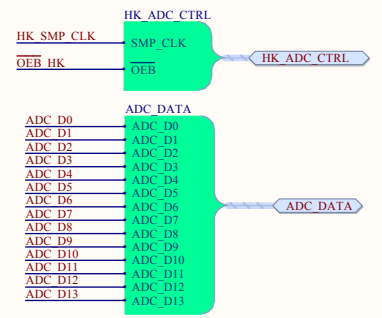 HK_ADC_CTRL
HK_SMP_CLK SMP_CLK
OEB_HK OEB HK_ADC_CTRL
ADC_DATA
ADC_D0 ADC_D0
ADC_D1 ADC_D1
ADC_D2 ADC_D2
ADC_D3 ADC_D3
ADC_D4 ADC_D4
ADC_D5 ADC_D5
ADC_D6 ADC_D6 ADC_DATA
ADC_D7 ADC_D7
ADC_D8 ADC_D8
ADC_D9 ADC_D9
ADC_D10 ADC_D10
ADC_D11 ADC_D11
ADC_D12 ADC_D12
ADC_D13 ADC_D13